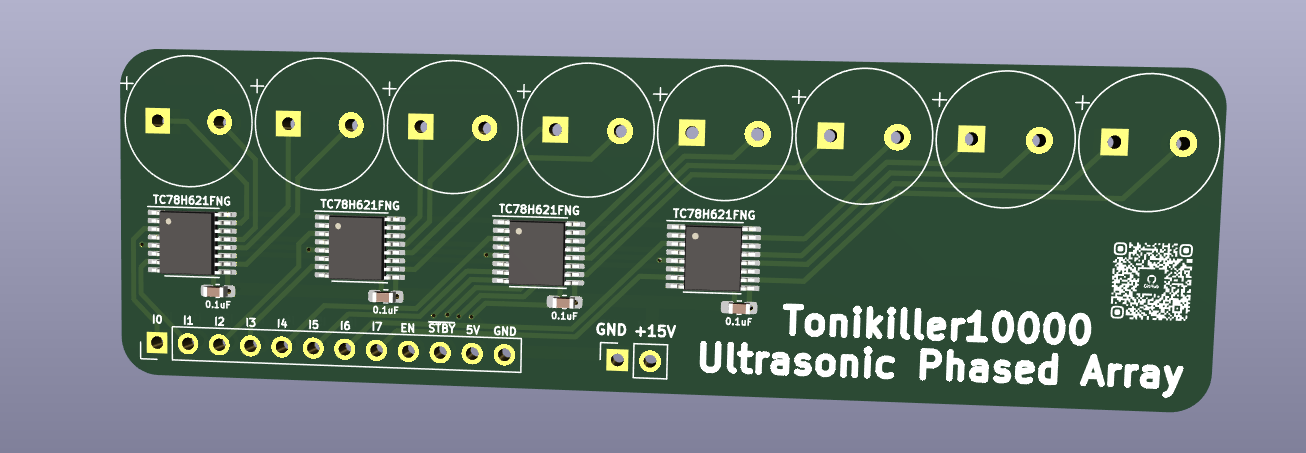 + + + + + + + +
TC78H621FNG TC78H621FNG TC78H621FNG TC78H621FNG
0.1uF 0.1uF 0.1uF 0.1uF
I0 I1 I2 I3 I4 I5 I6 I7 EN STBY 5V GND
GND +15V
GitHub
Tonikiller10000
Ultrasonic Phased Array